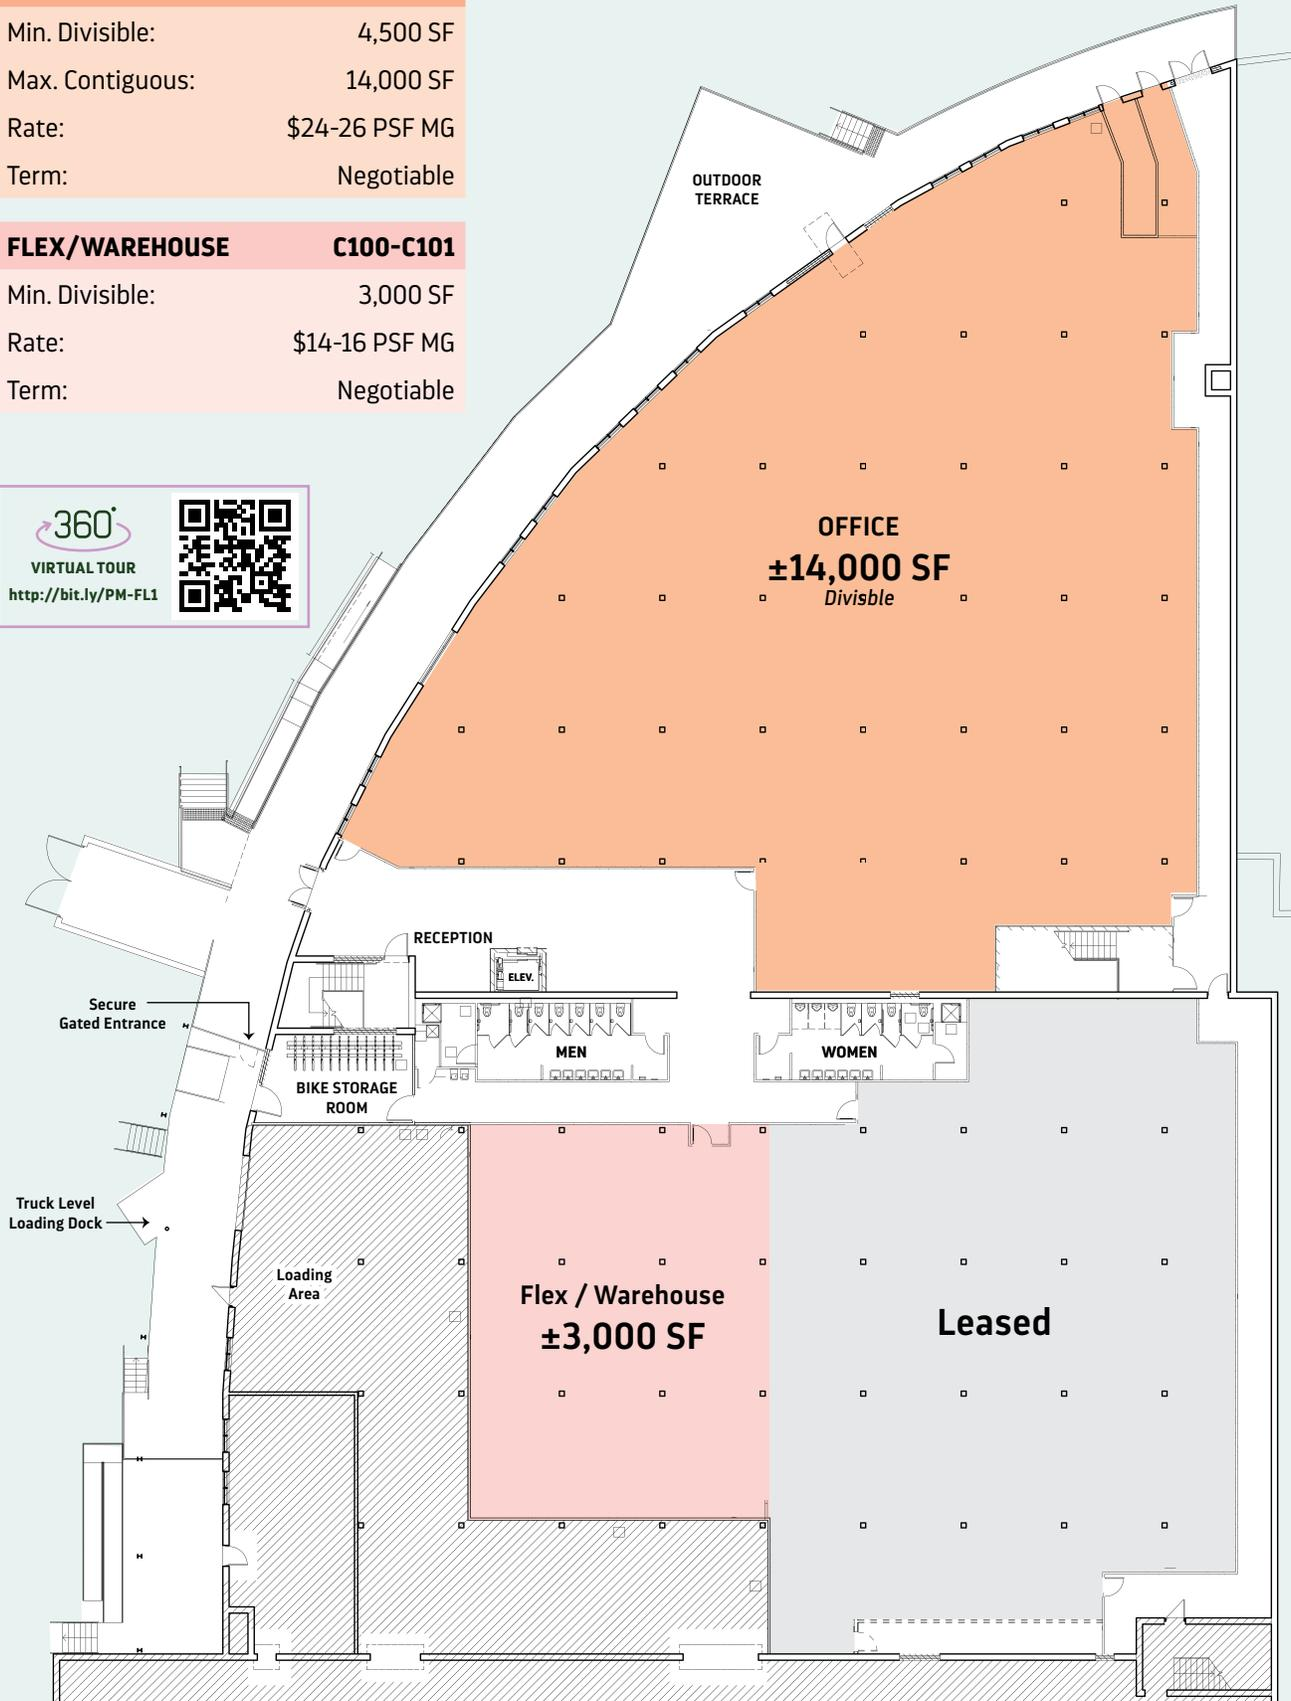 Min. Divisible: 4,500 SF
Max. Contiguous: 14,000 SF
Rate: $24-26 PSF MG
Term: Negotiable
FLEX/WAREHOUSE C100-C101
Min. Divisible: 3,000 SF
Rate: $14-16 PSF MG
Term: Negotiable
360°
VIRTUAL TOUR
http://bit.ly/PM-FL1
OUTDOOR
TERRACE
OFFICE
±14,000 SF
Divisble
RECEPTION
ELEV.
Secure
Gated Entrance
MEN
WOMEN
BIKE STORAGE
ROOM
Truck Level
Loading Dock
Loading
Area
Flex / Warehouse
±3,000 SF
Leased